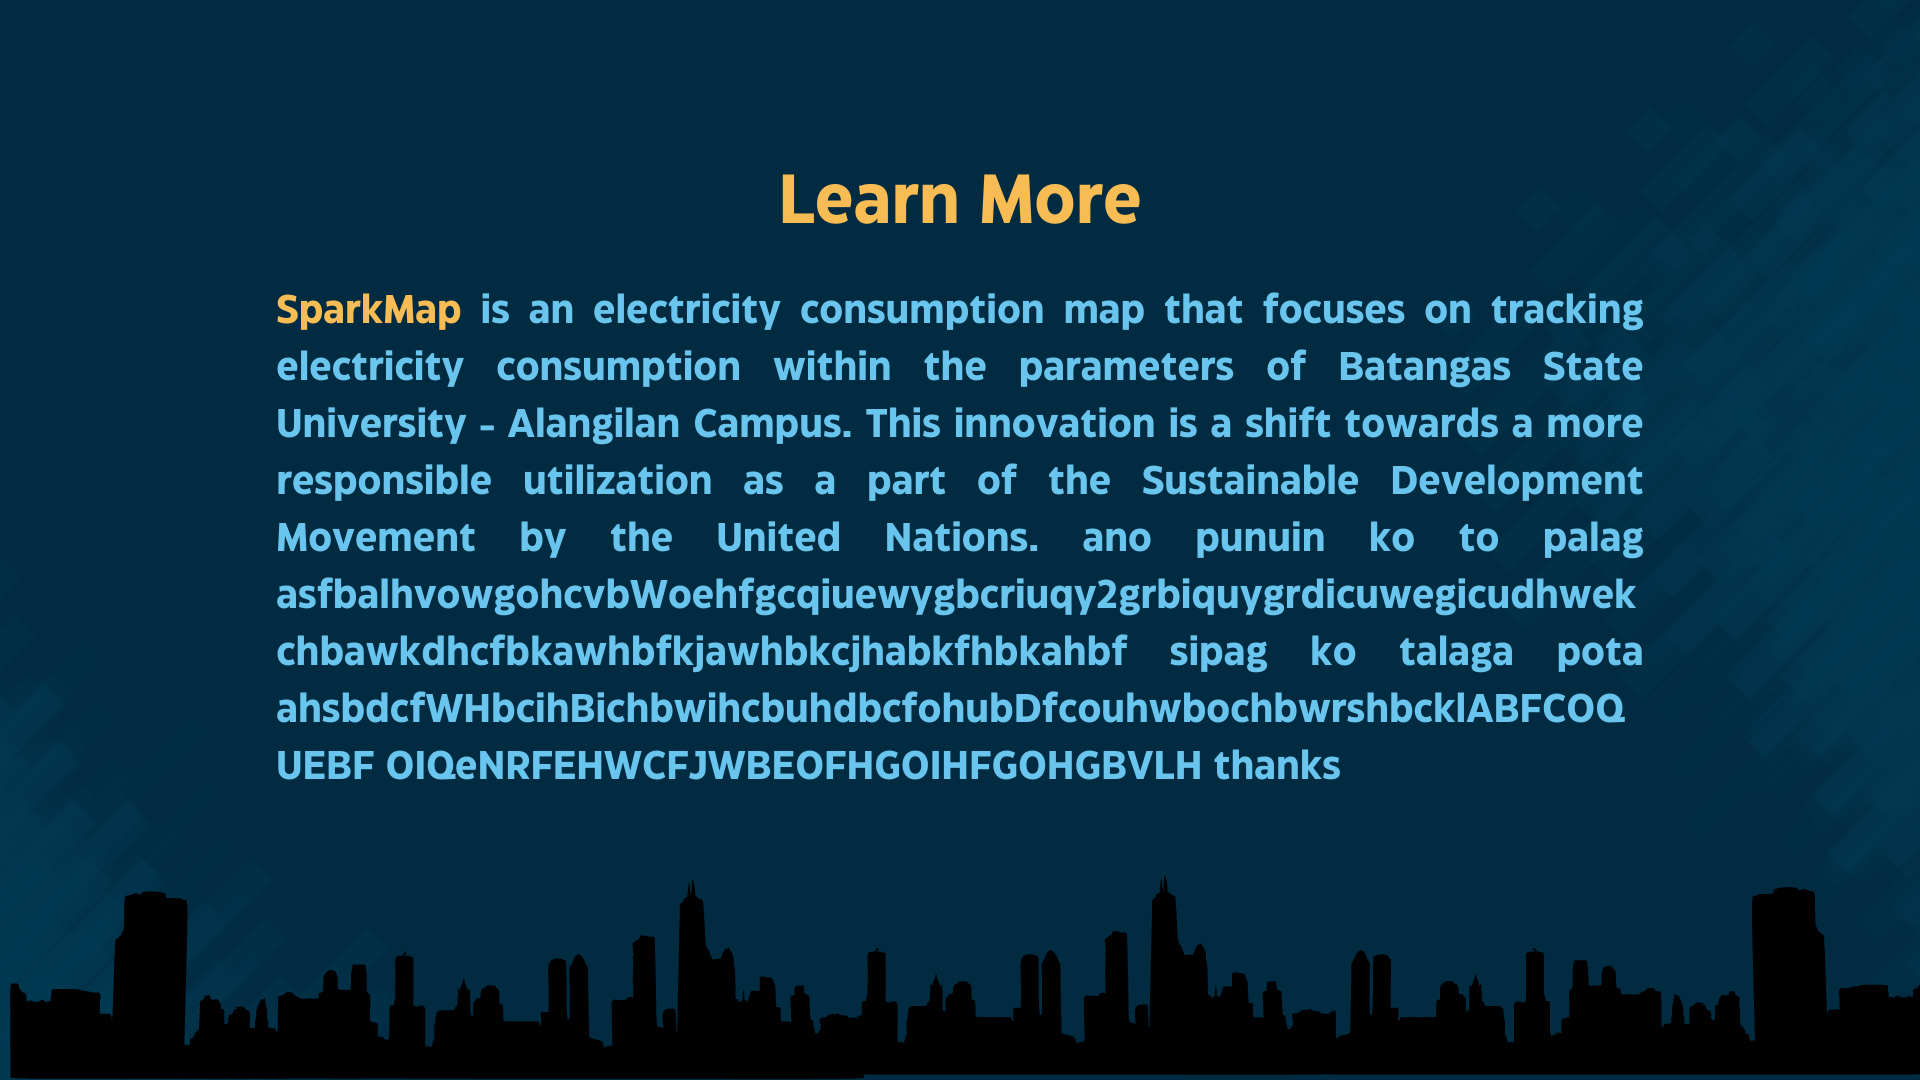 Learn More
SparkMap is an electricity consumption map that focuses on tracking
electricity consumption within the parameters of Batangas State
University - Alangilan Campus. This innovation is a shift towards a more
responsible utilization as a part of the Sustainable Development
Movement by the United Nations. ano punuin ko to palag
asfbalhvowgohcvbWoehfgcqiuewygbcriuqy2grbiquygrdicuwegicudhwek
chbawkdhcfbkawhbfkjawhbkcjhabkfhbkahbf sipag ko talaga pota
ahsbdcfWHbcihBichbwihcbuhdbcfohubDfcouhwbochbwrshbcklABFCOQ
UEBF OIQeNRFEHWCFJWBEOFHGOIHFGOHGBVLH thanks